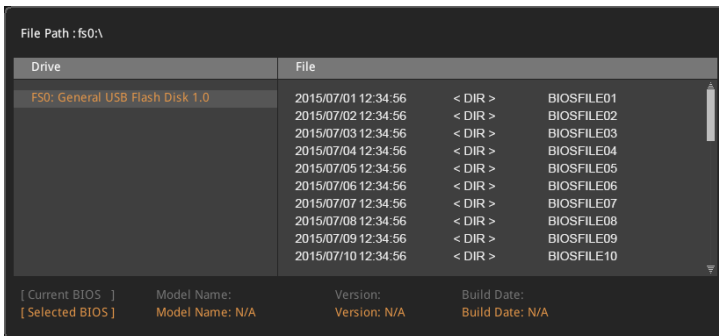 File Path : fs0:\
Drive File
FS0: General USB Flash Disk 1.0
2015/07/01 12:34:56 < DIR > BIOSFILE01
2015/07/02 12:34:56 < DIR > BIOSFILE02
2015/07/03 12:34:56 < DIR > BIOSFILE03
2015/07/04 12:34:56 < DIR > BIOSFILE04
2015/07/05 12:34:56 < DIR > BIOSFILE05
2015/07/06 12:34:56 < DIR > BIOSFILE06
2015/07/07 12:34:56 < DIR > BIOSFILE07
2015/07/08 12:34:56 < DIR > BIOSFILE08
2015/07/09 12:34:56 < DIR > BIOSFILE09
2015/07/10 12:34:56 < DIR > BIOSFILE10
[ Current BIOS ] Model Name: Version: Build Date:
[ Selected BIOS ] Model Name: N/A Version: N/A Build Date: N/A